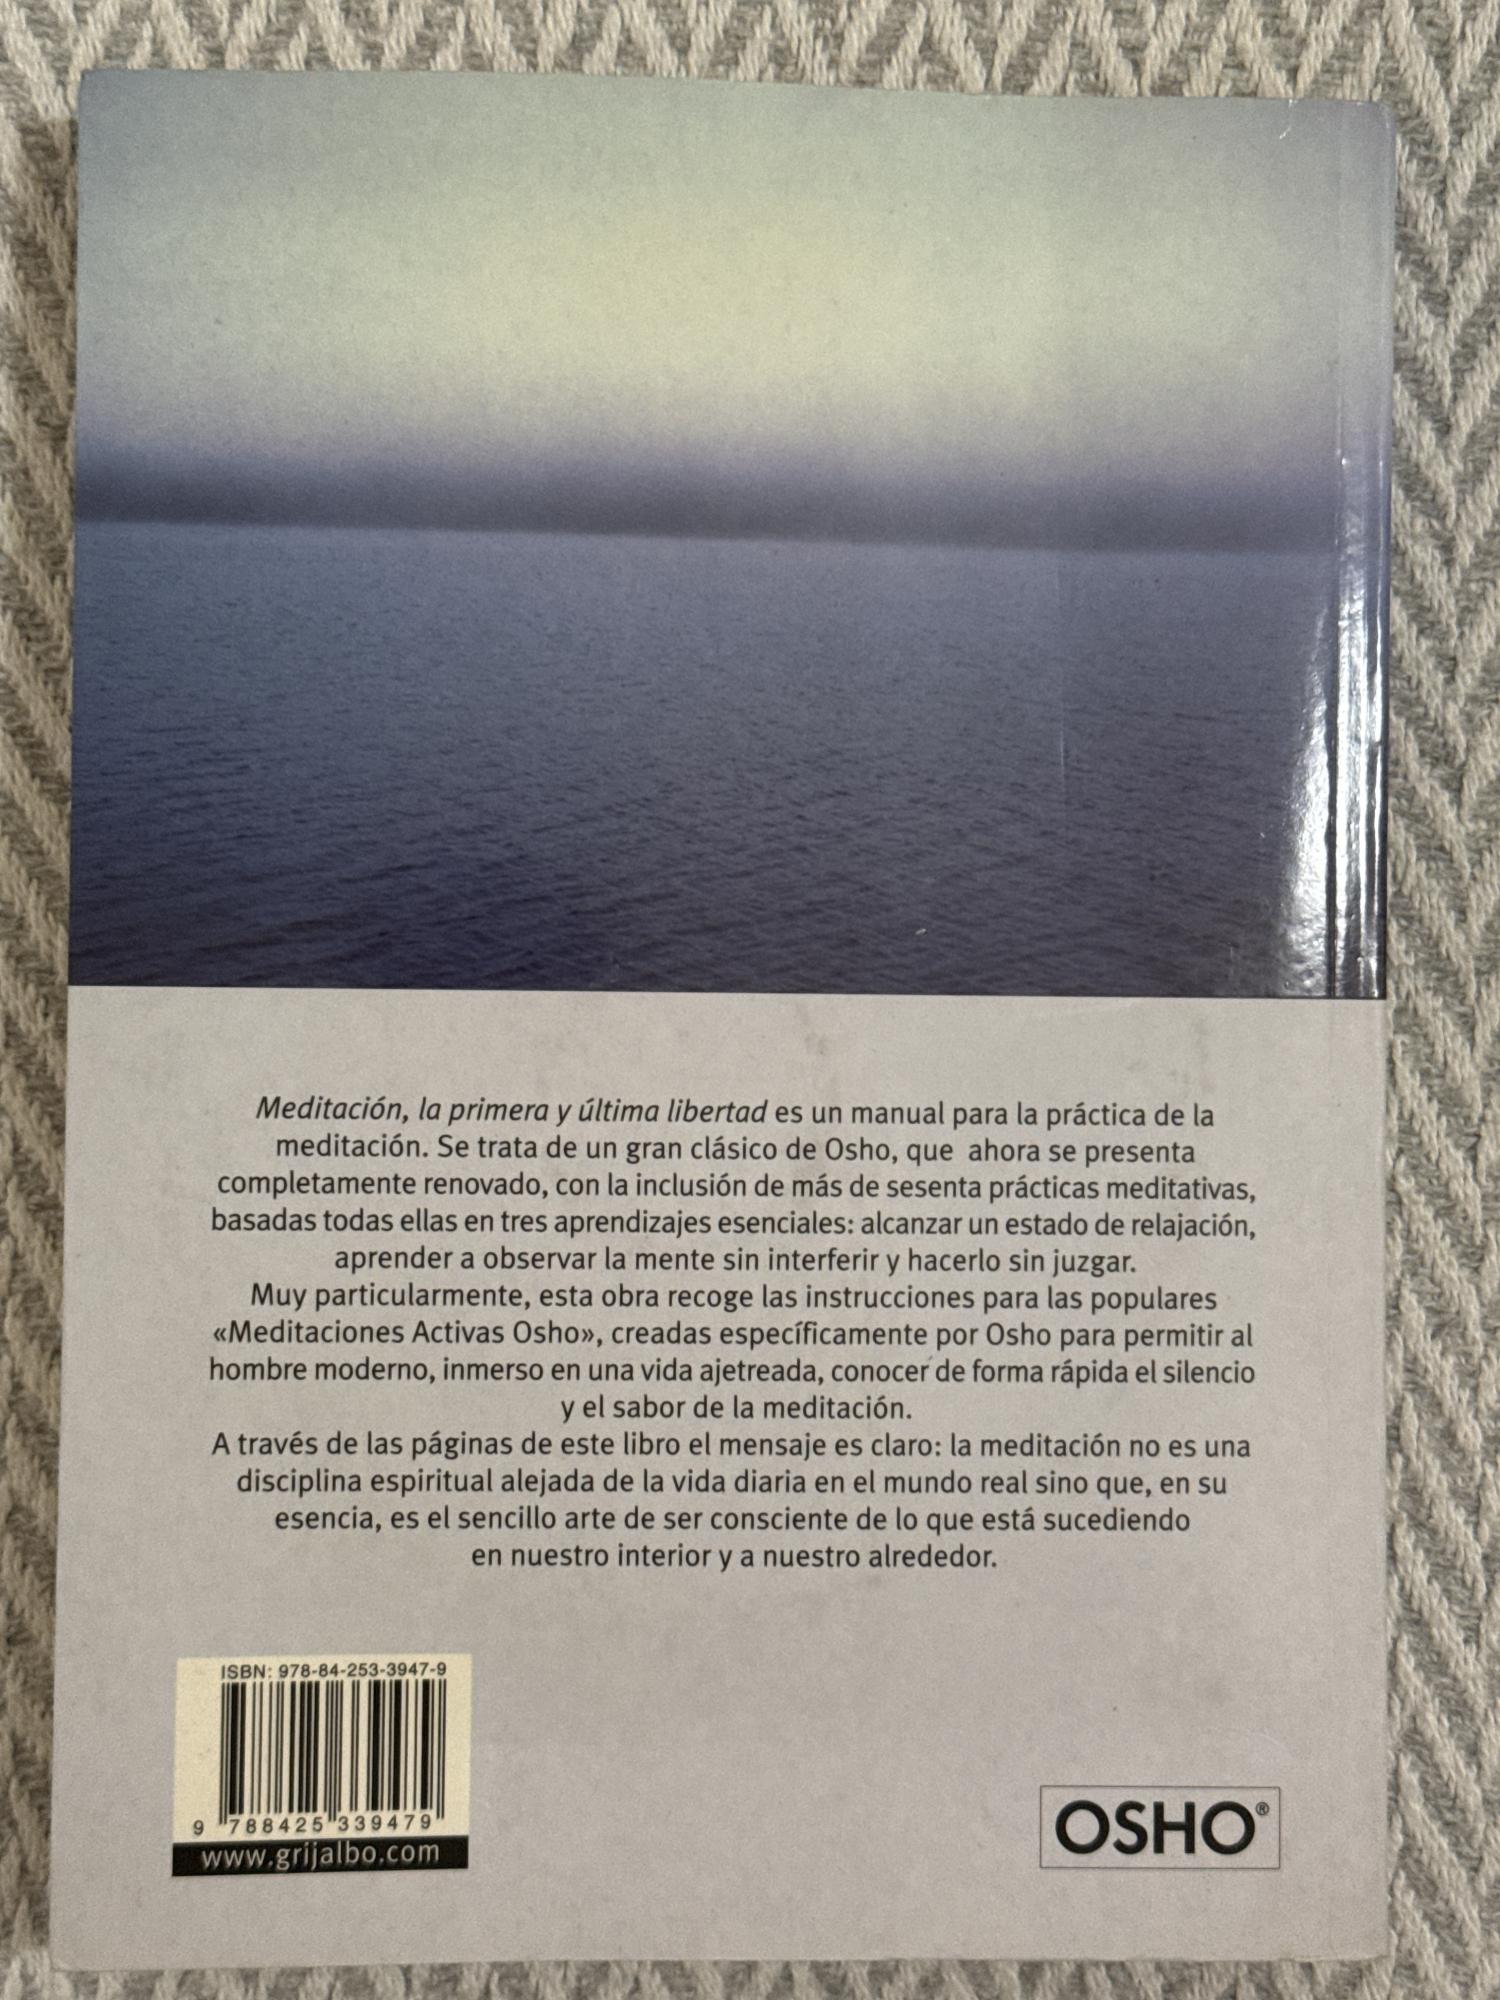 Meditación, la primera y última libertad es un manual para la práctica de la
meditación. Se trata de un gran clásico de Osho, que ahora se presenta
completamente renovado, con la inclusión de más de sesenta prácticas meditativas,
basadas todas ellas en tres aprendizajes esenciales: alcanzar un estado de relajación,
aprender a observar la mente sin interferir y hacerlo sin juzgar.
Muy particularmente, esta obra recoge las instrucciones para las populares
«Meditaciones Activas Osho», creadas específicamente por Osho para permitir al
hombre moderno, inmerso en una vida ajetreada, conocer de forma rápida el silencio
y el sabor de la meditación.
A través de las páginas de este libro el mensaje es claro: la meditación no es una
disciplina espiritual alejada de la vida diaria en el mundo real sino que, en su
esencia, es el sencillo arte de ser consciente de lo que está sucediendo
en nuestro interior y a nuestro alrededor.
ISBN: 978-84-253-3947-9
9 788425 339479
www.grijalbo.com
OSHO®